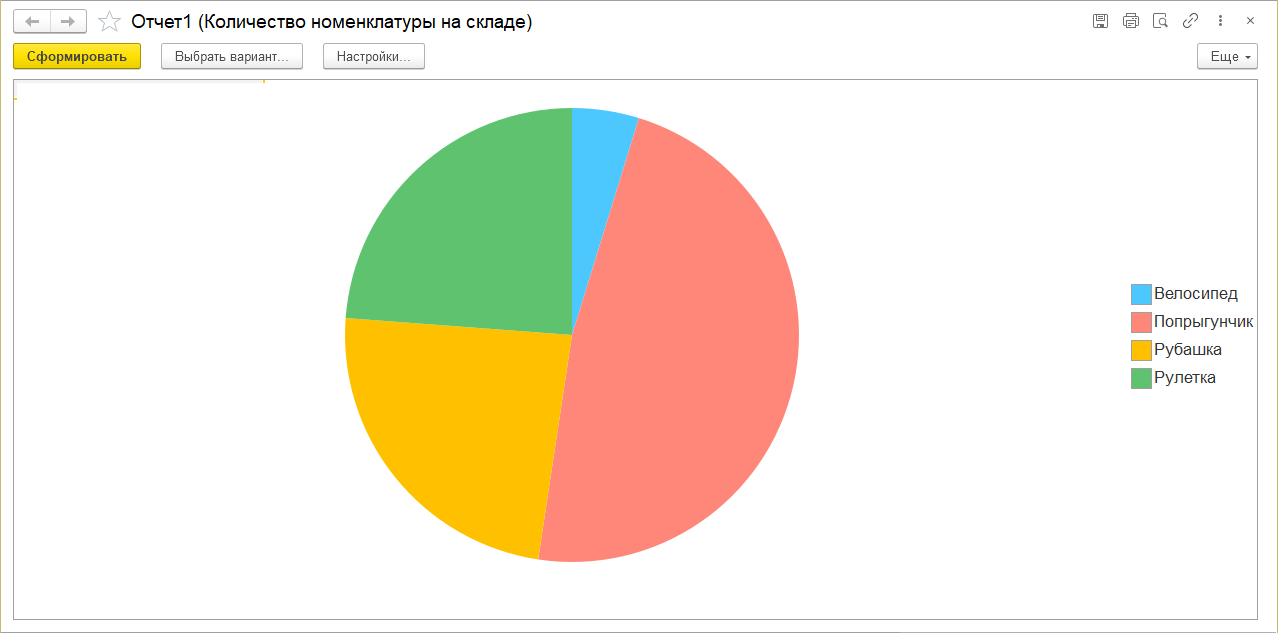 Отчет1 (Количество номенклатуры на складе)
Сформировать
Выбрать вариант...
Настройки...
Еще
Велосипед
Попрыгунчик
Рубашка
Рулетка